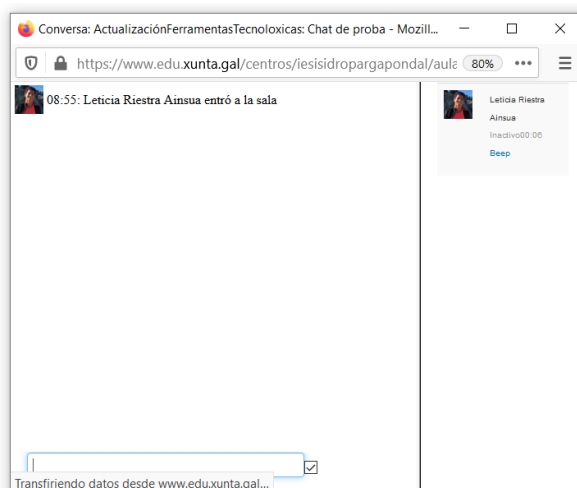 Conversa: ActualizaciónFerramentasTecnoloxicas: Chat de proba - Mozill...
https://www.edu.xunta.gal/centros/iesisidropargapondal/aula
80%
08:55: Leticia Riestra Ainsua entró a la sala
Leticia Riestra
Ainsua
Inactivo00:06
Beep
Transfiriendo datos desde www.edu.xunta.gal...